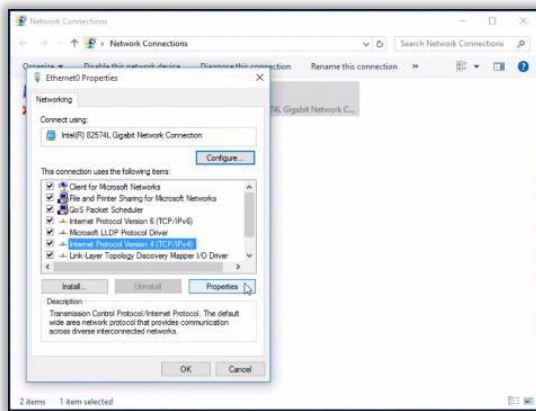 Network Connections
Network Connections
Search Network Connections
Organize
Disable this network device
Diagnose this connection
Rename this connection
»
74L Gigabit Network C...
Ethernet0 Properties
Networking
Connect using:
Intel(R) 82574L Gigabit Network Connection
Configure...
This connection uses the following items:
Client for Microsoft Networks
File and Printer Sharing for Microsoft Networks
QoS Packet Scheduler
Internet Protocol Version 6 (TCP/IPv6)
Microsoft LLDP Protocol Driver
Internet Protocol Version 4 (TCP/IPv4)
Link-Layer Topology Discovery Mapper I/O Driver
Install...
Uninstall
Properties
Description
Transmission Control Protocol/Internet Protocol. The default
wide area network protocol that provides communication
across diverse interconnected networks.
OK
Cancel
2 items
1 item selected